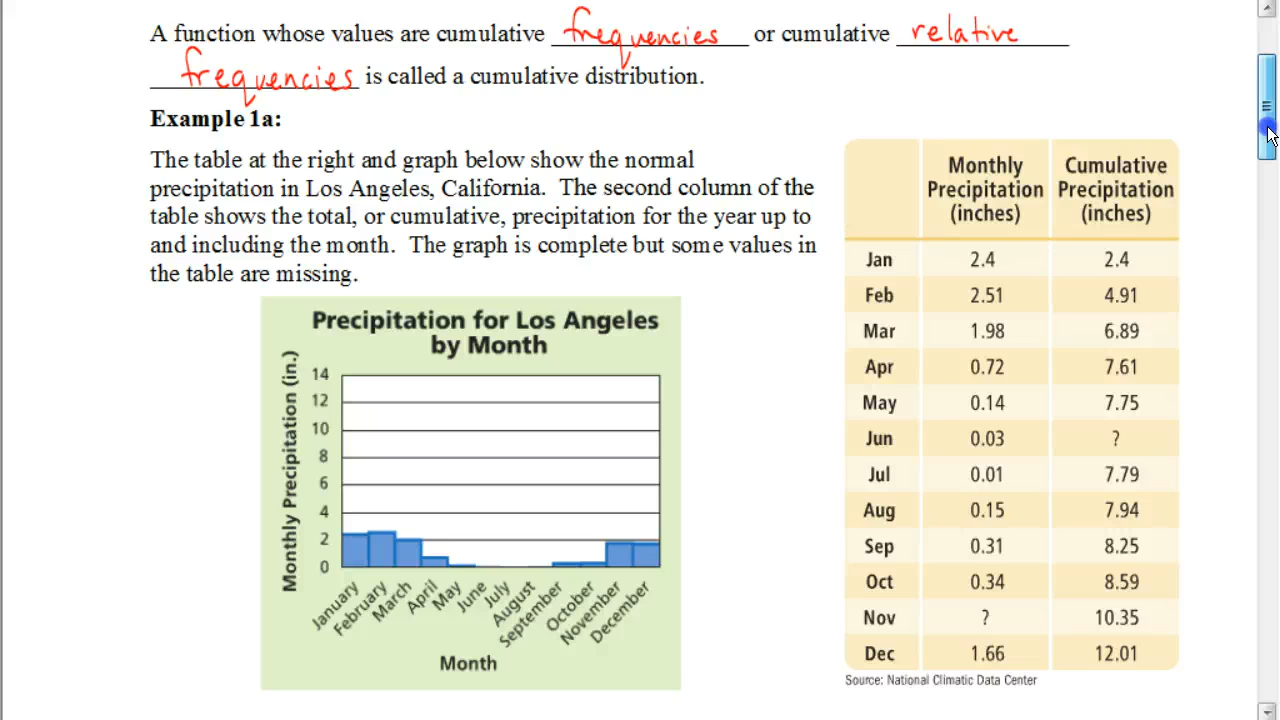 A function whose values are cumulative frequencies or cumulative relative
frequencies is called a cumulative distribution.
Example 1a:
The table at the right and graph below show the normal
precipitation in Los Angeles, California. The second column of the
table shows the total, or cumulative, precipitation for the year up to
and including the month. The graph is complete but some values in
the table are missing.
Precipitation for Los Angeles
by Month
Monthly Precipitation (in.)
14
12
10
8
6
4
2
0
January
February
March
April
May
June
July
August
September
October
November
December
Month
Monthly Precipitation (inches) Cumulative Precipitation (inches)
Jan 2.4 2.4
Feb 2.51 4.91
Mar 1.98 6.89
Apr 0.72 7.61
May 0.14 7.75
Jun 0.03 ?
Jul 0.01 7.79
Aug 0.15 7.94
Sep 0.31 8.25
Oct 0.34 8.59
Nov ? 10.35
Dec 1.66 12.01
Source: National Climatic Data Center